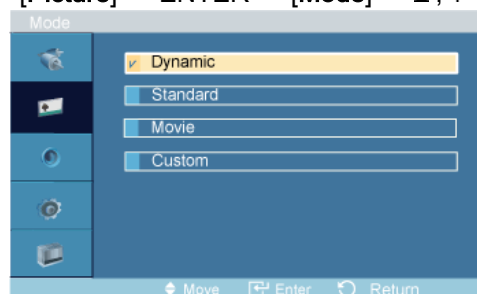 Mode
Dynamic
Standard
Movie
Custom
Move Enter Return